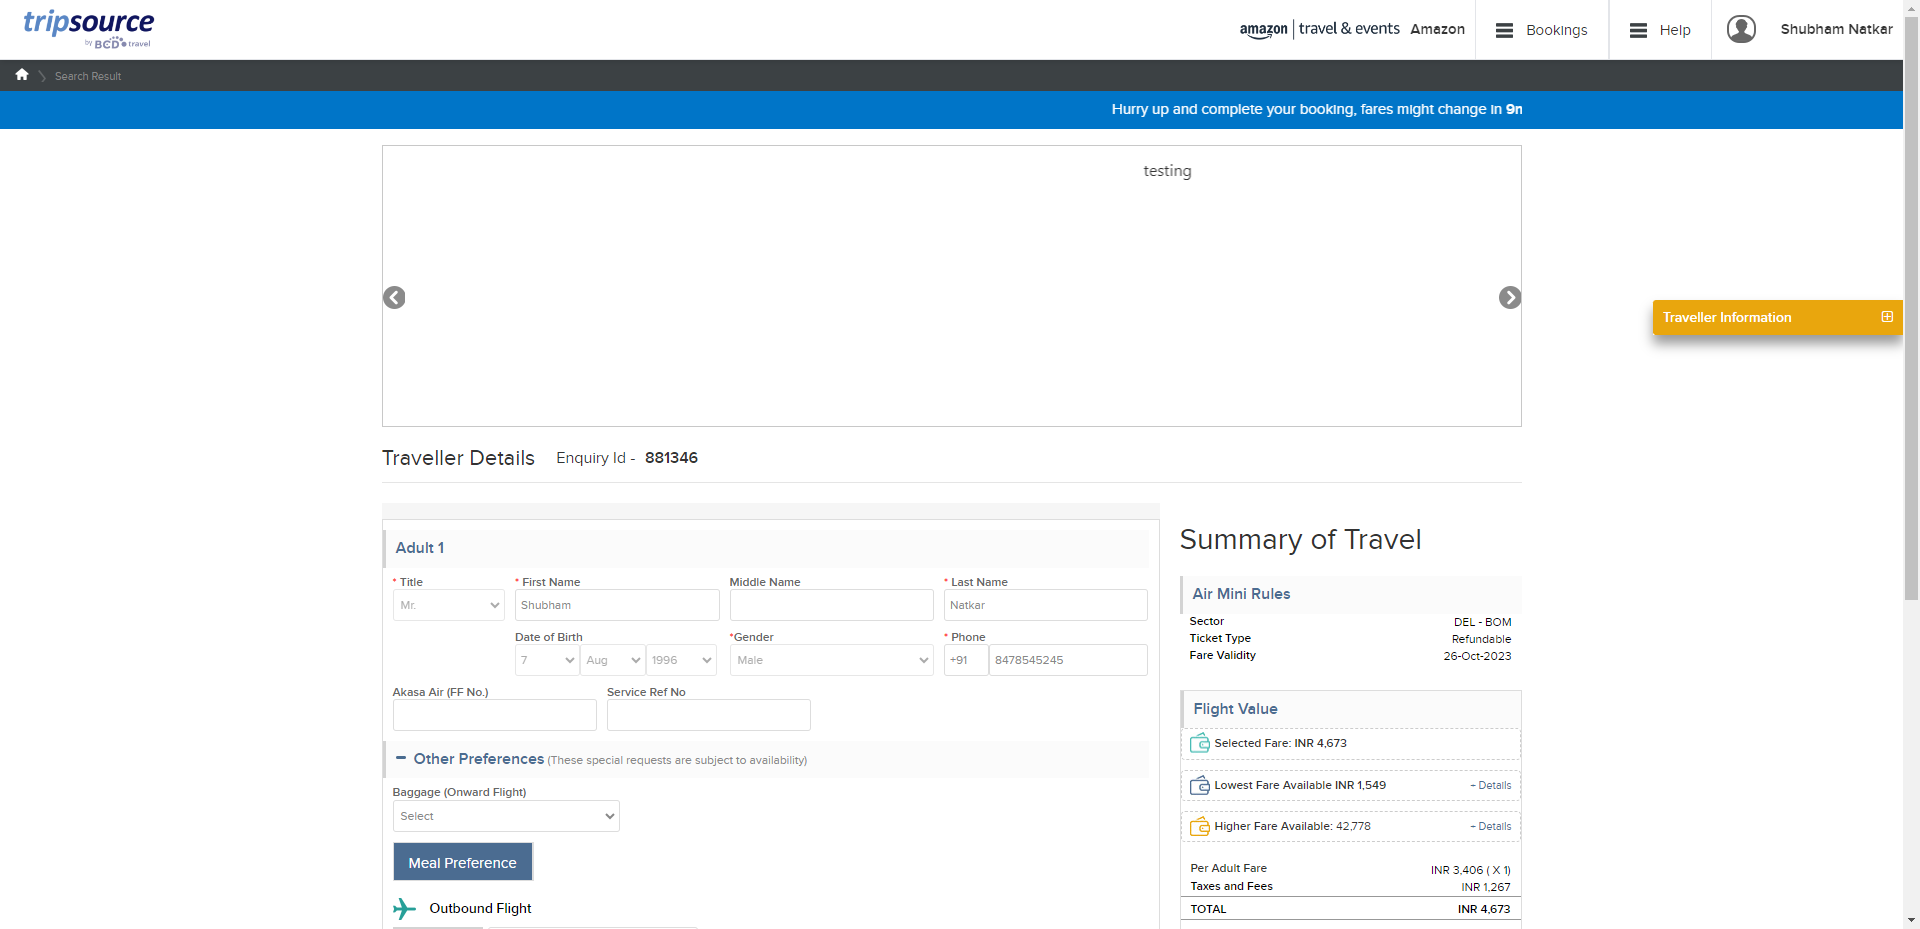 tripsource
by BCD travel
amazon | travel & events Amazon
Bookings
Help
Shubham Natkar
Search Result
Hurry up and complete your booking, fares might change in 9m
testing
Traveller Information
Traveller Details Enquiry Id - 881346
Adult 1
* Title * First Name Middle Name * Last Name
Mr. Shubham Natkar
Date of Birth *Gender * Phone
7 Aug 1996 Male +91 8478545245
Akasa Air (FF No.) Service Ref No
Other Preferences (These special requests are subject to availability)
Baggage (Onward Flight)
Select
Meal Preference
Outbound Flight
Summary of Travel
Air Mini Rules
Sector DEL - BOM
Ticket Type Refundable
Fare Validity 26-Oct-2023
Flight Value
Selected Fare: INR 4,673
Lowest Fare Available INR 1,549 + Details
Higher Fare Available: 42,778 + Details
Per Adult Fare INR 3,406 ( X 1)
Taxes and Fees INR 1,267
TOTAL INR 4,673